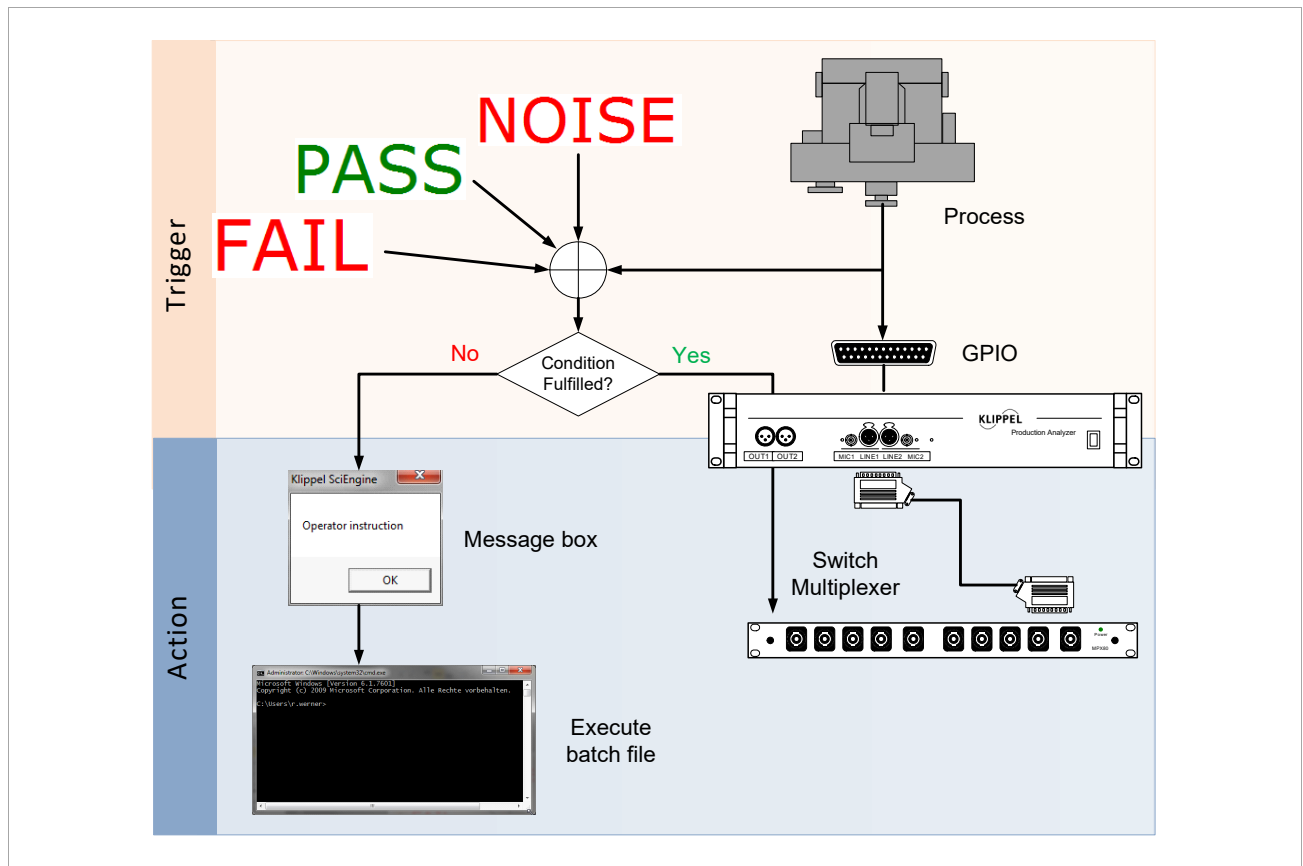 NOISE
PASS
FAIL
Process
Trigger
GPIO
No
Condition
Fulfilled?
Yes
KLIPPEL
Production Analyzer
OUT1 OUT2
MIC1 LINE1 LINE2 MIC2
Klippel SciEngine
Operator instruction
OK
Message box
Switch
Multiplexer
Power
MPX60
Action
Administrator: C:\Windows\system32\cmd.exe
Microsoft Windows [Version 6.1.7601]
Copyright (c) 2009 Microsoft Corporation. Alle Rechte vorbehalten.
C:\Users\r.werner>
Execute
batch file